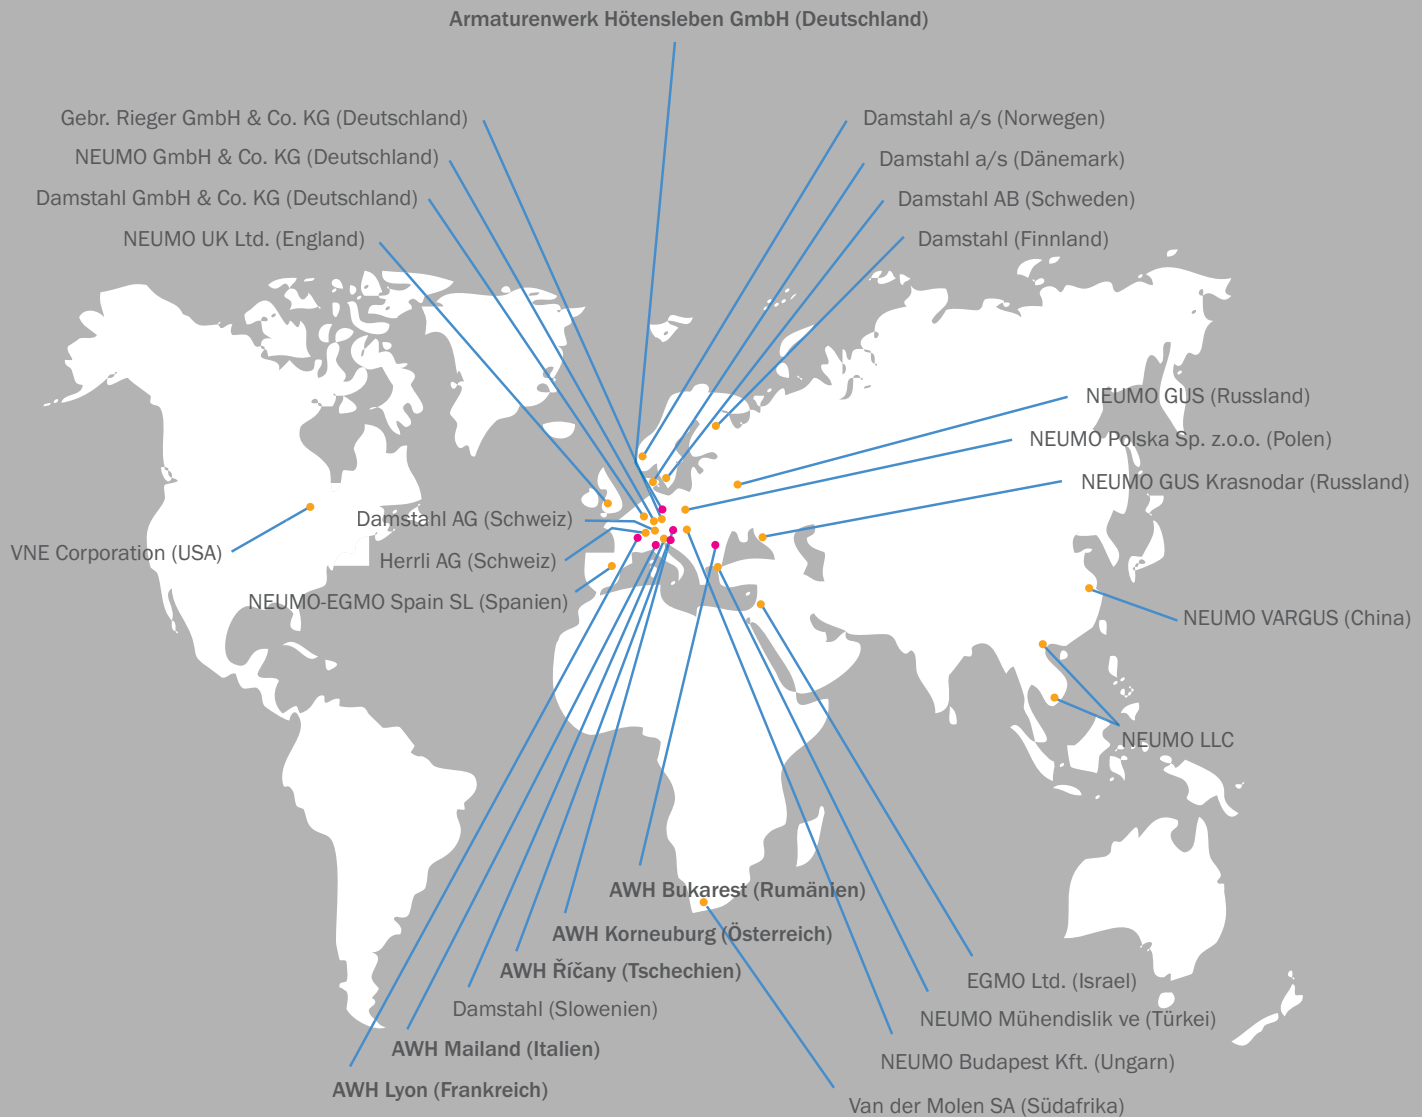 Armaturenwerk Hötensleben GmbH (Deutschland)
Gebr. Rieger GmbH & Co. KG (Deutschland)
NEUMO GmbH & Co. KG (Deutschland)
Damstahl GmbH & Co. KG (Deutschland)
NEUMO UK Ltd. (England)
Damstahl a/s (Norwegen)
Damstahl a/s (Dänemark)
Damstahl AB (Schweden)
Damstahl (Finnland)
NEUMO GUS (Russland)
NEUMO Polska Sp. z.o.o. (Polen)
NEUMO GUS Krasnodar (Russland)
Damstahl AG (Schweiz)
VNE Corporation (USA)
Herrli AG (Schweiz)
NEUMO-EGMO Spain SL (Spanien)
NEUMO VARGUS (China)
NEUMO LLC
AWH Bukarest (Rumänien)
AWH Korneuburg (Österreich)
AWH Říčany (Tschechien)
Damstahl (Slowenien)
AWH Mailand (Italien)
AWH Lyon (Frankreich)
EGMO Ltd. (Israel)
NEUMO Mühendislik ve (Türkei)
NEUMO Budapest Kft. (Ungarn)
Van der Molen SA (Südafrika)